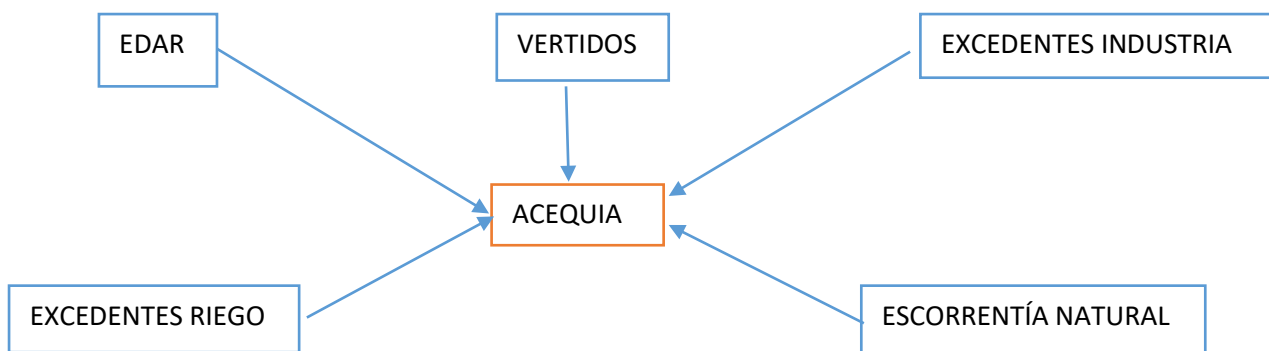 EDAR
VERTIDOS
EXCEDENTES INDUSTRIA
ACEQUIA
EXCEDENTES RIEGO
ESCORRENTÍA NATURAL